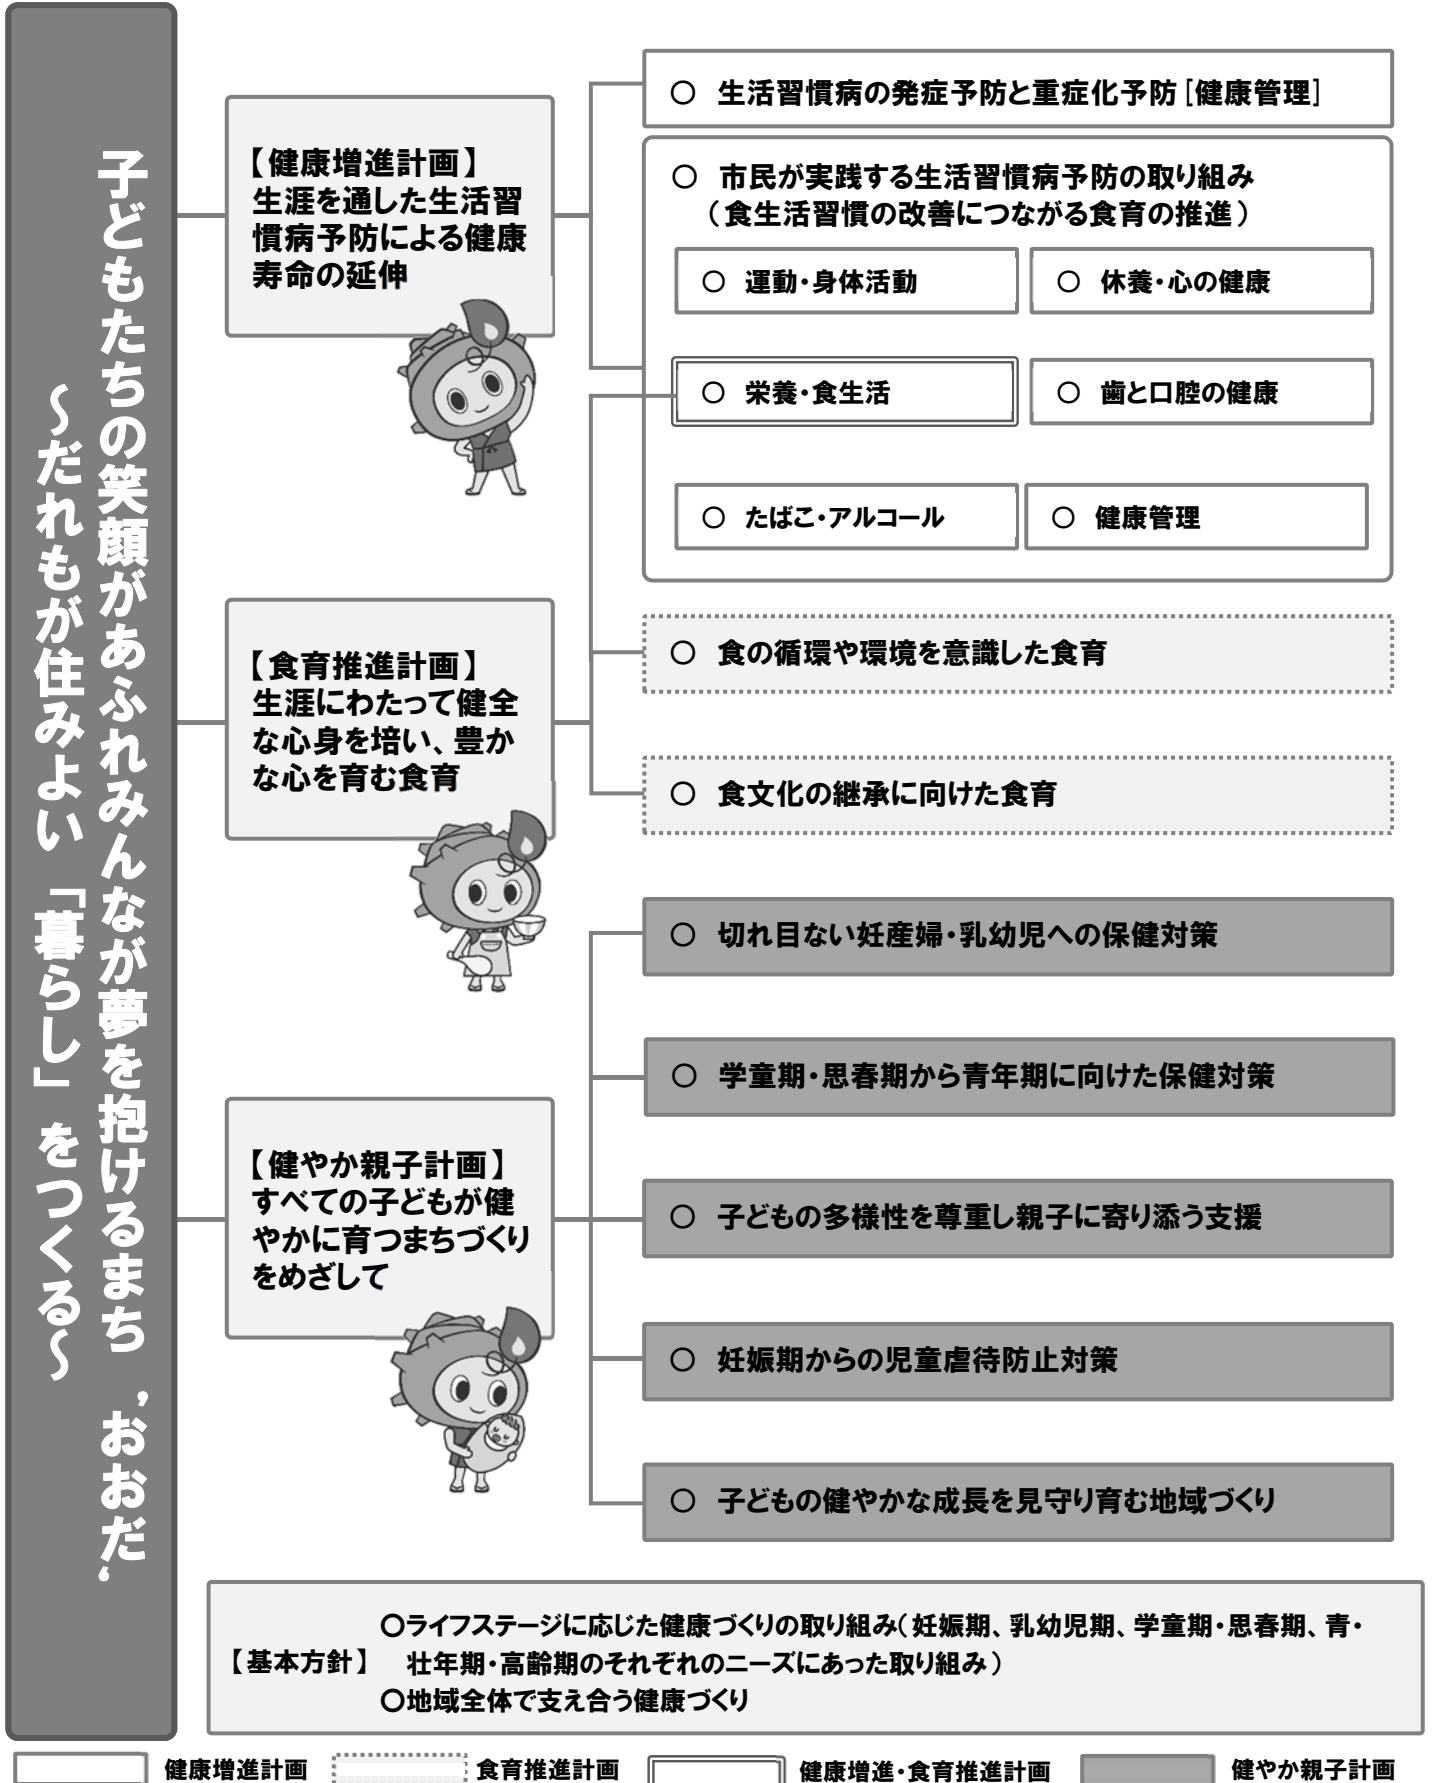 子どもたちの笑顔があふれみんなが夢を抱けるまち ‘おおだ’
～だれもが住みよい「暮らし」をつくる～
【健康増進計画】
生涯を通した生活習
慣病予防による健康
寿命の延伸
○ 生活習慣病の発症予防と重症化予防[健康管理]
○ 市民が実践する生活習慣病予防の取り組み
（食生活習慣の改善につながる食育の推進）
○ 運動・身体活動
○ 休養・心の健康
○ 栄養・食生活
○ 歯と口腔の健康
○ たばこ・アルコール
○ 健康管理
【食育推進計画】
生涯にわたって健全
な心身を培い、豊か
な心を育む食育
○ 食の循環や環境を意識した食育
○ 食文化の継承に向けた食育
【健やか親子計画】
すべての子どもが健
やかに育つまちづくり
をめざして
○ 切れ目ない妊産婦・乳幼児への保健対策
○ 学童期・思春期から青年期に向けた保健対策
○ 子どもの多様性を尊重し親子に寄り添う支援
○ 妊娠期からの児童虐待防止対策
○ 子どもの健やかな成長を見守り育む地域づくり
【基本方針】
○ライフステージに応じた健康づくりの取り組み（妊娠期、乳幼児期、学童期・思春期、青・
壮年期・高齢期のそれぞれのニーズにあった取り組み）
○地域全体で支え合う健康づくり
健康増進計画
食育推進計画
健康増進・食育推進計画
健やか親子計画